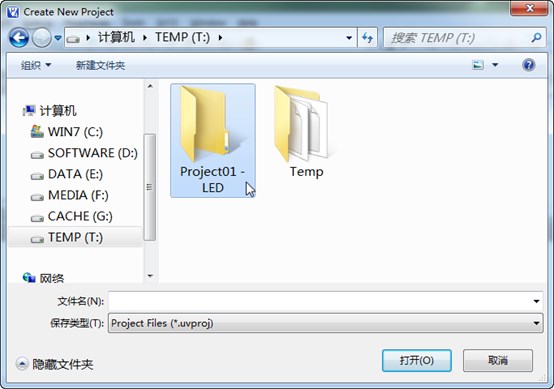 Create New Project
计算机 TEMP (T:)
搜索 TEMP (T:)
组织 新建文件夹
计算机
WIN7 (C:)
SOFTWARE (D:)
DATA (E:)
MEDIA (F:)
CACHE (G:)
TEMP (T:)
网络
Project01 -
LED
Temp
文件名(N):
保存类型(T): Project Files (*.uvproj)
隐藏文件夹
打开(O) 取消